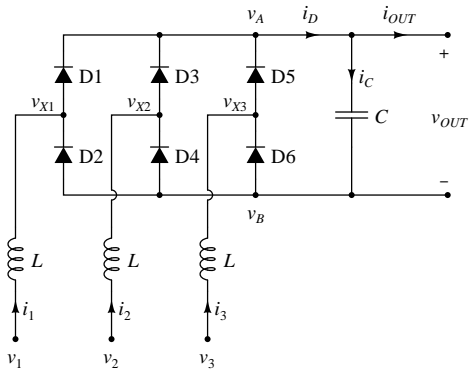 v_A i_D i_OUT
+
D1 D3 D5
v_X1 v_X2 v_X3 i_C
C v_OUT
D2 D4 D6
−
v_B
L L L
i_1 i_2 i_3
v_1 v_2 v_3